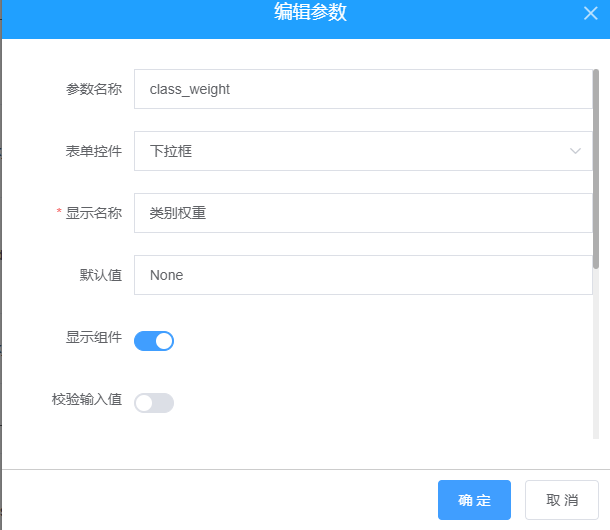 编辑参数
参数名称 class_weight
表单控件 下拉框
* 显示名称 类别权重
默认值 None
显示组件
校验输入值
确 定 取 消